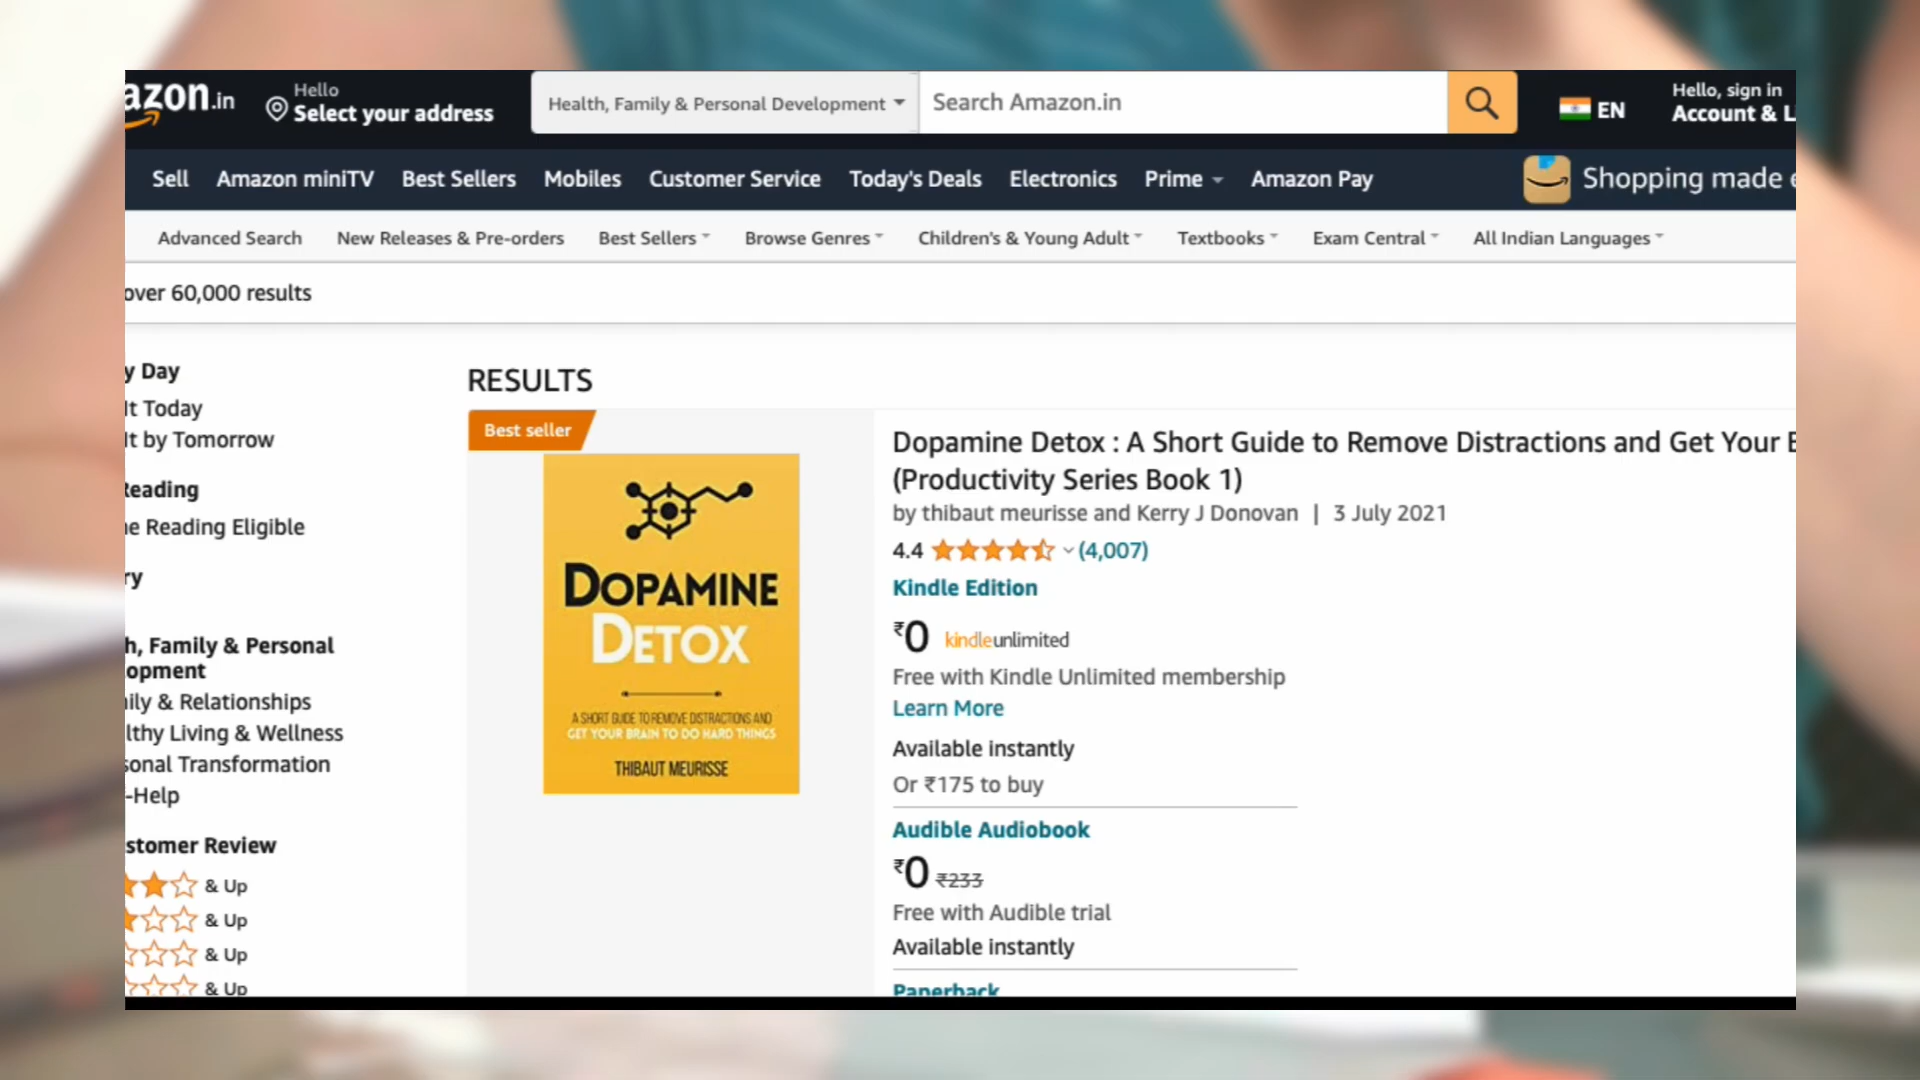 azon.in
Hello
Select your address
Health, Family & Personal Development
Search Amazon.in
EN
Hello, sign in
Account & L
Sell Amazon miniTV Best Sellers Mobiles Customer Service Today's Deals Electronics Prime Amazon Pay
Shopping made e
Advanced Search New Releases & Pre-orders Best Sellers Browse Genres Children's & Young Adult Textbooks Exam Central All Indian Languages
over 60,000 results
y Day
It Today
It by Tomorrow
Reading
e Reading Eligible
ry
h, Family & Personal
opment
ily & Relationships
lthy Living & Wellness
sonal Transformation
-Help
stomer Review
& Up
& Up
& Up
& Up
RESULTS
Best seller
DOPAMINE
DETOX
A SHORT GUIDE TO REMOVE DISTRACTIONS AND
GET YOUR BRAIN TO DO HARD THINGS
THIBAUT MEURISSE
Dopamine Detox : A Short Guide to Remove Distractions and Get Your B
(Productivity Series Book 1)
by thibaut meurisse and Kerry J Donovan | 3 July 2021
4.4 (4,007)
Kindle Edition
₹0 kindleunlimited
Free with Kindle Unlimited membership
Learn More
Available instantly
Or ₹175 to buy
Audible Audiobook
₹0 ₹233
Free with Audible trial
Available instantly
Paperback